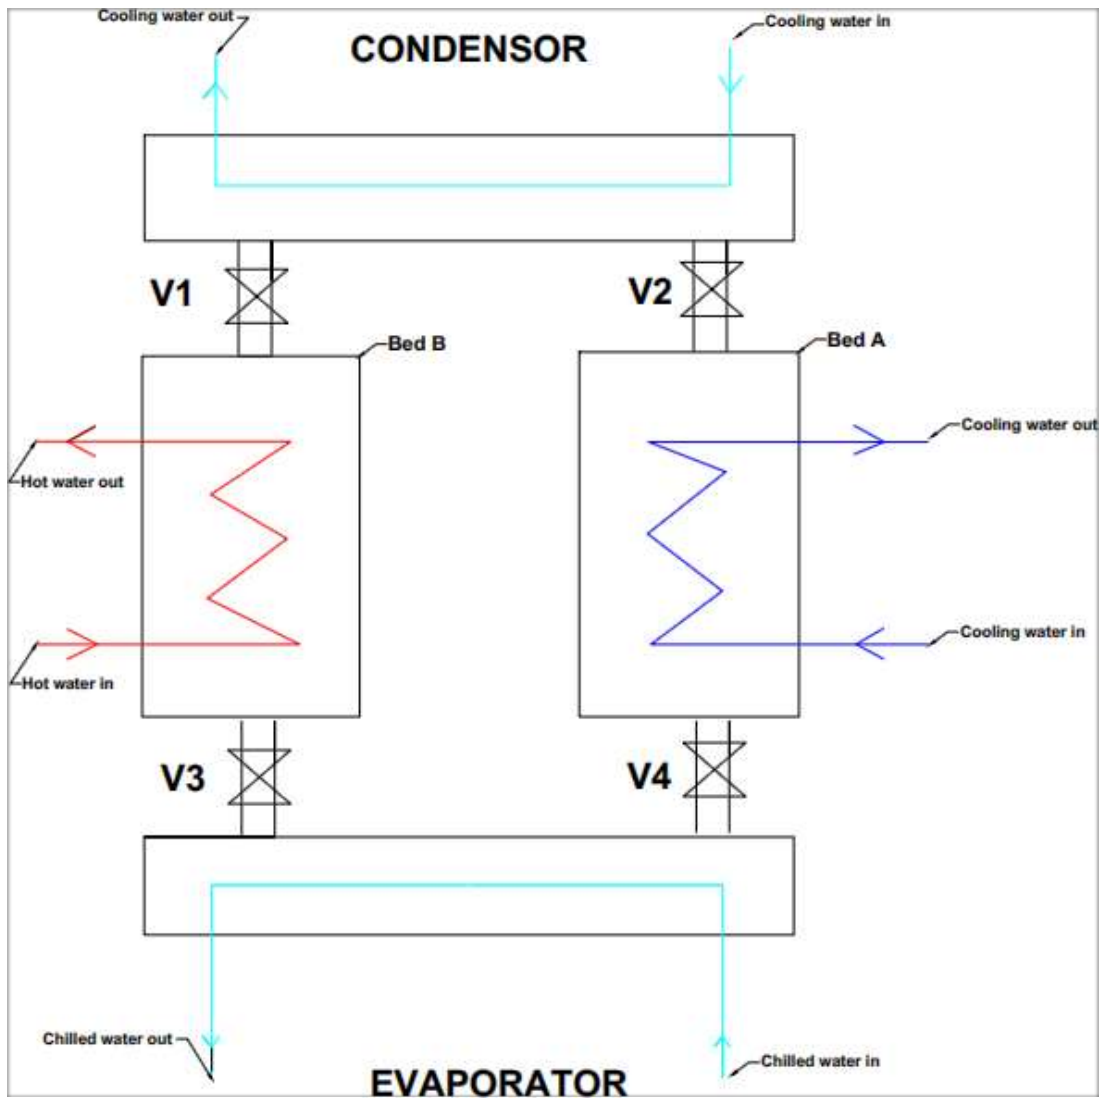 Cooling water out
Cooling water in
CONDENSOR
V1
V2
Bed B
Bed A
Cooling water out
Hot water out
Cooling water in
Hot water in
V3
V4
Chilled water out
Chilled water in
EVAPORATOR